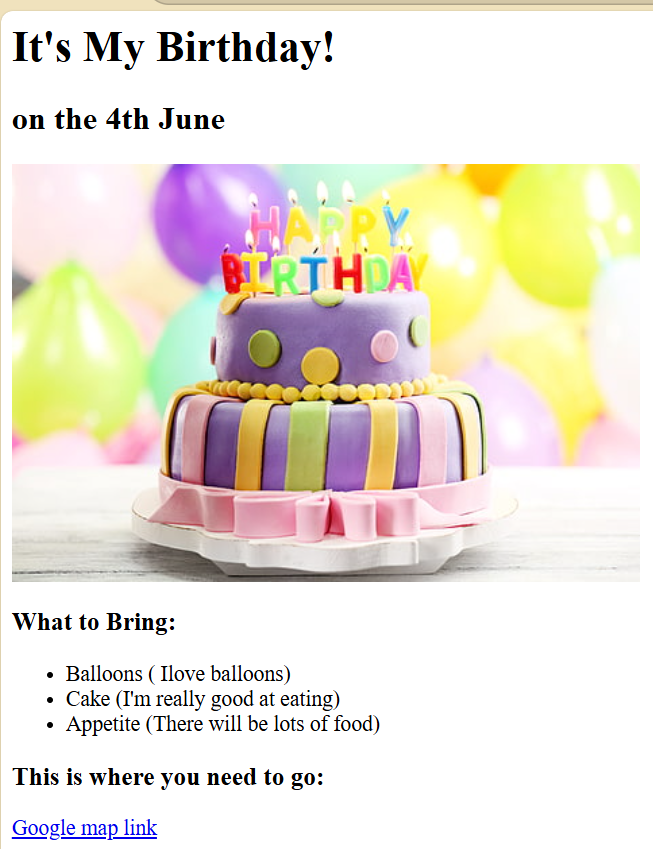 It's My Birthday!
on the 4th June
HAPPY
BIRTHDAY
What to Bring:
Balloons ( Ilove balloons)
Cake (I'm really good at eating)
Appetite (There will be lots of food)
This is where you need to go:
Google map link